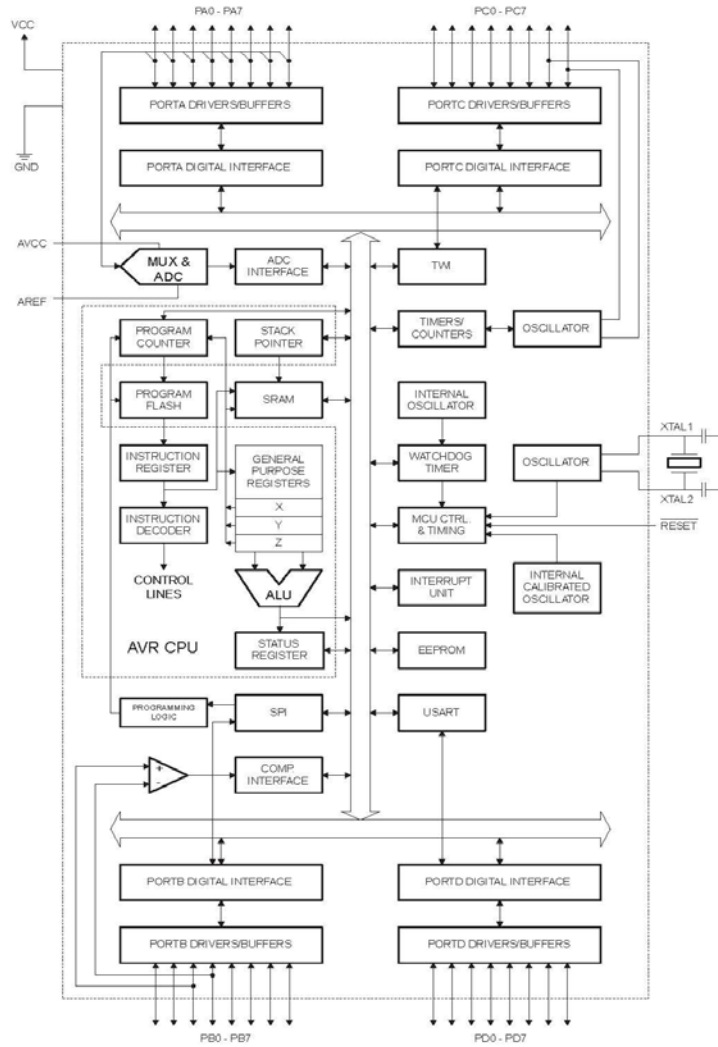 PA0 - PA7
PC0 - PC7
VCC
PORTA DRIVERS/BUFFERS
PORTC DRIVERS/BUFFERS
GND
PORTA DIGITAL INTERFACE
PORTC DIGITAL INTERFACE
AVCC
MUX &
ADC
ADC
INTERFACE
TWI
AREF
PROGRAM
COUNTER
STACK
POINTER
TIMERS/
COUNTERS
OSCILLATOR
PROGRAM
FLASH
SRAM
INTERNAL
OSCILLATOR
XTAL1
INSTRUCTION
REGISTER
GENERAL
PURPOSE
REGISTERS
WATCHDOG
TIMER
OSCILLATOR
XTAL2
X
INSTRUCTION
DECODER
Y
MCU CTRL.
& TIMING
RESET
Z
CONTROL
LINES
ALU
INTERRUPT
UNIT
INTERNAL
CALIBRATED
OSCILLATOR
AVR CPU
STATUS
REGISTER
EEPROM
PROGRAMMING
LOGIC
SPI
USART
+
-
COMP.
INTERFACE
PORTB DIGITAL INTERFACE
PORTD DIGITAL INTERFACE
PORTB DRIVERS/BUFFERS
PORTD DRIVERS/BUFFERS
PB0 - PB7
PD0 - PD7